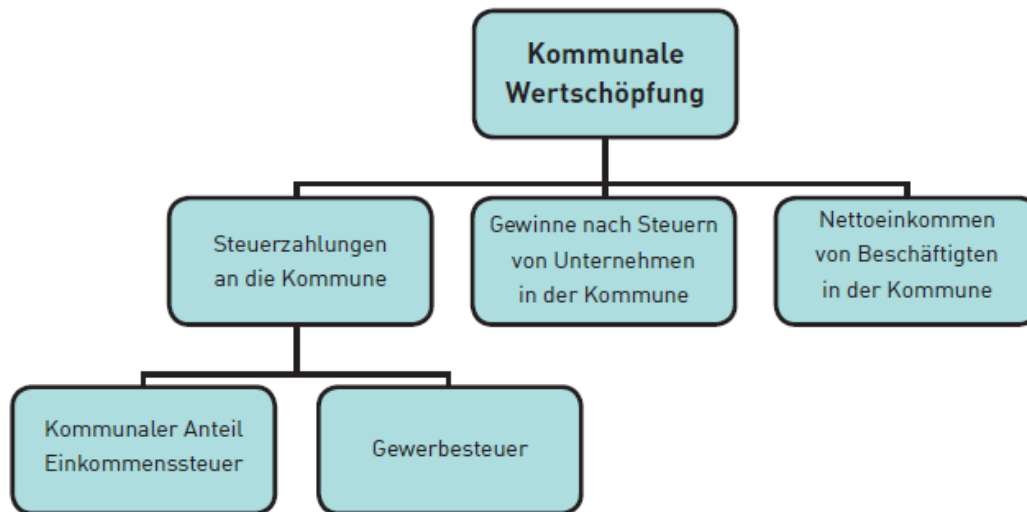 Kommunale
Wertschöpfung
Steuerzahlungen
an die Kommune
Gewinne nach Steuern
von Unternehmen
in der Kommune
Nettoeinkommen
von Beschäftigten
in der Kommune
Kommunaler Anteil
Einkommenssteuer
Gewerbesteuer